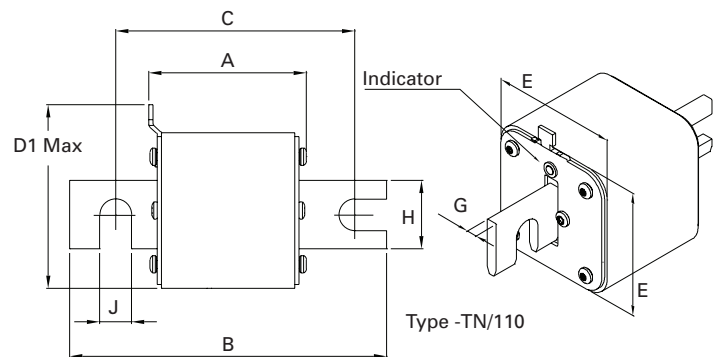 C
A
E
Indicator
D1 Max
G
H
E
J
Type -TN/110
B